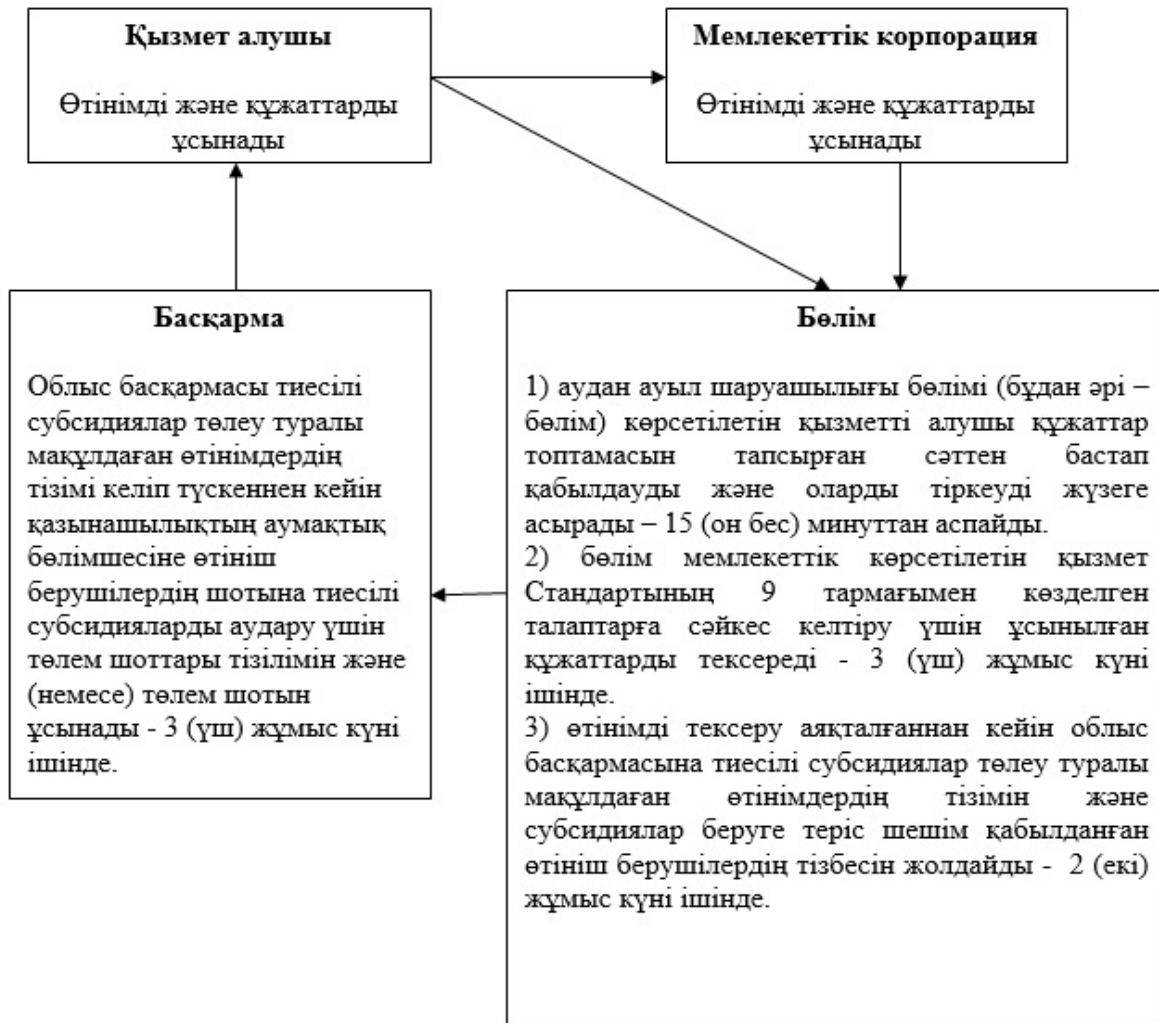 Қызмет алушы
Өтінімді және құжаттарды
ұсынады
Мемлекеттік корпорация
Өтінімді және құжаттарды
ұсынады
Басқарма
Облыс басқармасы тиесілі
субсидиялар төлеу туралы
мақұлдаған өтінімдердің
тізімі келіп түскеннен кейін
қазынашылықтың аумақтық
бөлімшесіне өтініш
берушілердің шотына тиесілі
субсидияларды аудару үшін
төлем шоттары тізілімін және
(немесе) төлем шотын
ұсынады - 3 (үш) жұмыс күні
ішінде.
Бөлім
1) аудан ауыл шаруашылығы бөлімі (бұдан әрі –
бөлім) көрсетілетін қызметті алушы құжаттар
топтамасын тапсырған сәттен бастап
қабылдауды және оларды тіркеуді жүзеге
асырады – 15 (он бес) минуттан аспайды.
2) бөлім мемлекеттік көрсетілетін қызмет
Стандартының 9 тармағымен көзделген
талаптарға сәйкес келтіру үшін ұсынылған
құжаттарды тексереді - 3 (үш) жұмыс күні
ішінде.
3) өтінімді тексеру аяқталғаннан кейін облыс
басқармасына тиесілі субсидиялар төлеу туралы
мақұлдаған өтінімдердің тізімін және
субсидиялар беруге теріс шешім қабылданған
өтініш берушілердің тізбесін жолдайды - 2 (екі)
жұмыс күні ішінде.